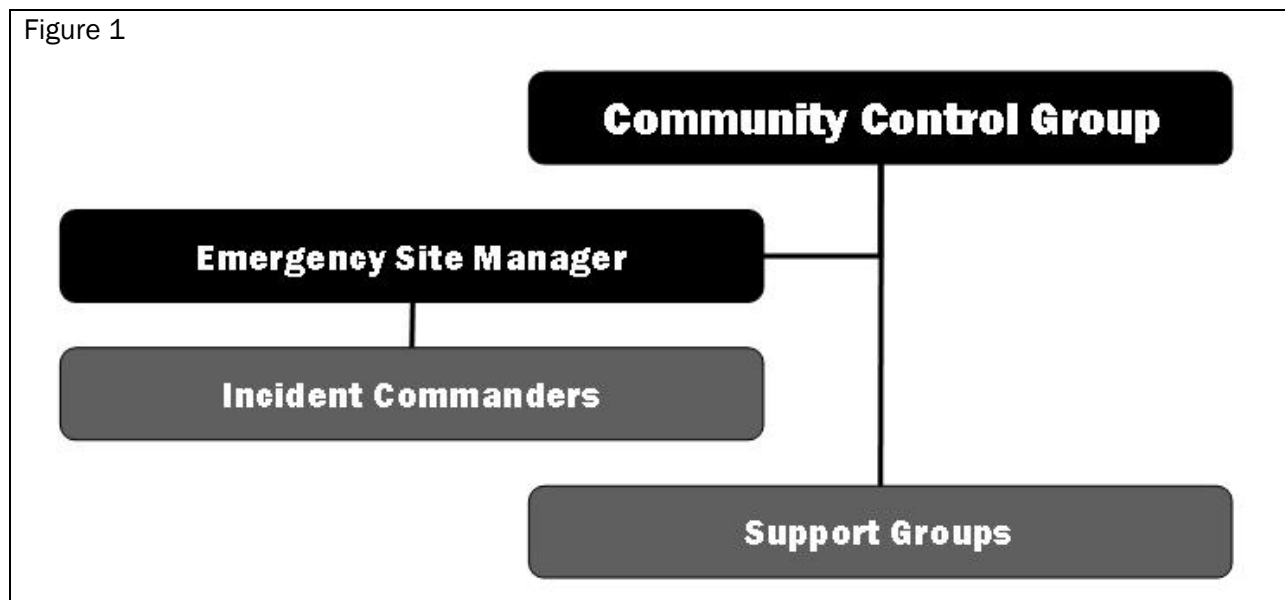 Figure 1
Community Control Group
Emergency Site Manager
Incident Commanders
Support Groups